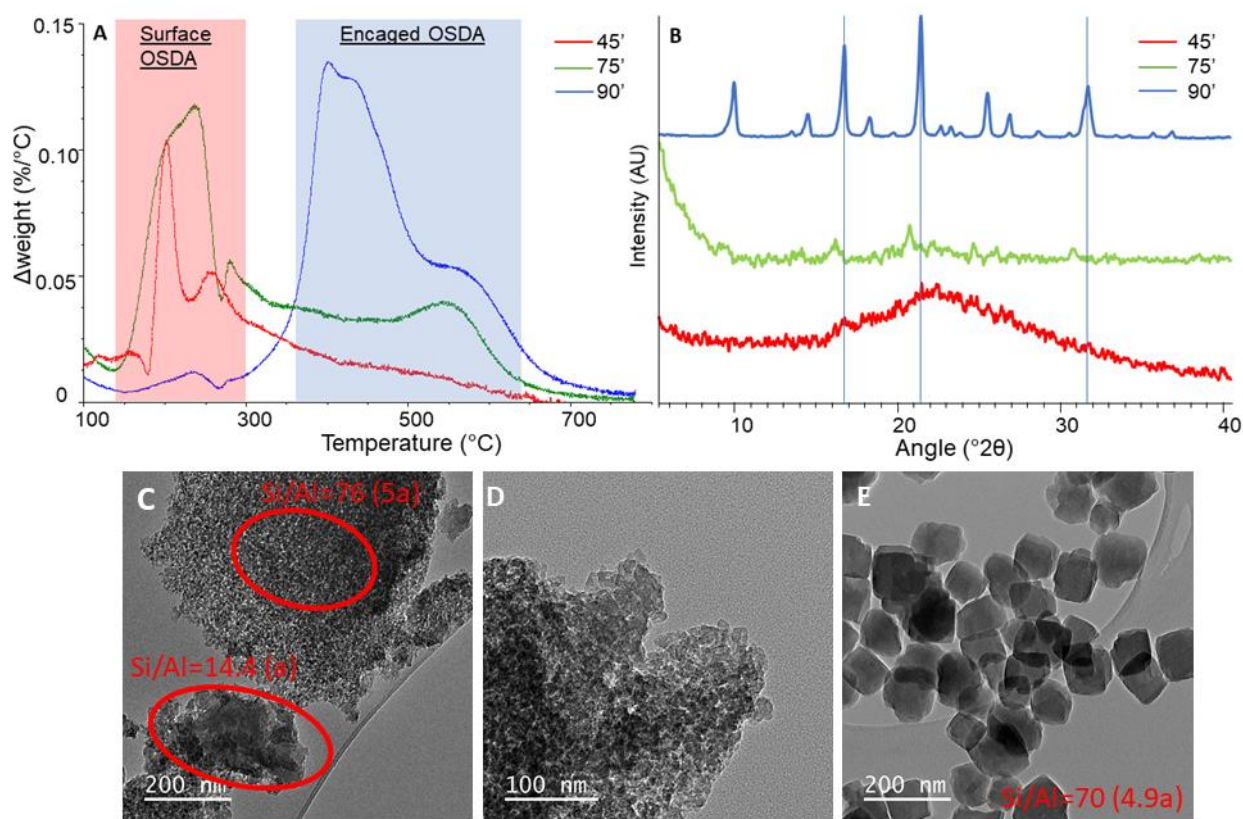 A
Surface
OSDA
Encaged OSDA
45'
75'
90'
0.15
0.10
0.05
0
Δweight (%/°C)
100
300
500
700
Temperature (°C)
B
45'
75'
90'
Intensity (AU)
10
20
30
40
Angle (°2θ)
C
Si/Al=76 (5a)
Si/Al=14.4 (a)
200 nm
D
100 nm
E
200 nm
Si/Al=70 (4.9a)